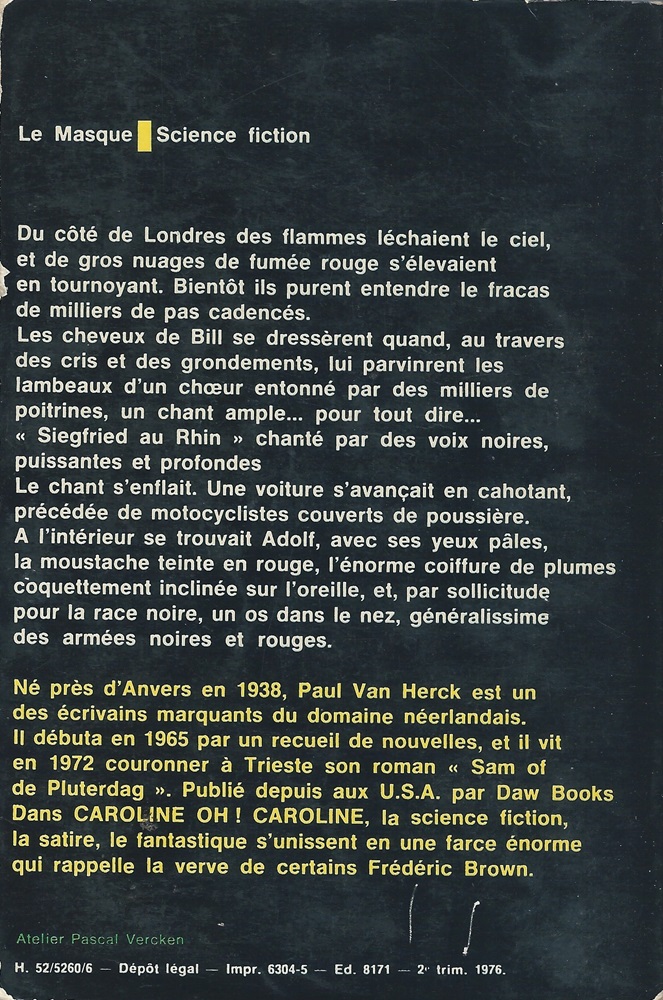 Le Masque Science fiction
Du côté de Londres des flammes léchaient le ciel,
et de gros nuages de fumée rouge s'élevaient
en tournoyant. Bientôt ils purent entendre le fracas
de milliers de pas cadencés.
Les cheveux de Bill se dressèrent quand, au travers
des cris et des grondements, lui parvinrent les
lambeaux d'un chœur entonné par des milliers de
poitrines, un chant ample... pour tout dire...
« Siegfried au Rhin » chanté par des voix noires,
puissantes et profondes
Le chant s'enflait. Une voiture s'avançait en cahotant,
précédée de motocyclistes couverts de poussière.
A l'intérieur se trouvait Adolf, avec ses yeux pâles,
la moustache teinte en rouge, l'énorme coiffure de plumes
coquettement inclinée sur l'oreille, et, par sollicitude
pour la race noire, un os dans le nez, généralissime
des armées noires et rouges.
Né près d'Anvers en 1938, Paul Van Herck est un
des écrivains marquants du domaine néerlandais.
Il débuta en 1965 par un recueil de nouvelles, et il vit
en 1972 couronner à Trieste son roman « Sam of
de Pluterdag ». Publié depuis aux U.S.A. par Daw Books
Dans CAROLINE OH ! CAROLINE, la science fiction,
la satire, le fantastique s'unissent en une farce énorme
qui rappelle la verve de certains Frédéric Brown.
Atelier Pascal Vercken
H. 52/5260/6 — Dépôt légal — Impr. 6304-5 — Ed. 8171 — 2e trim. 1976.